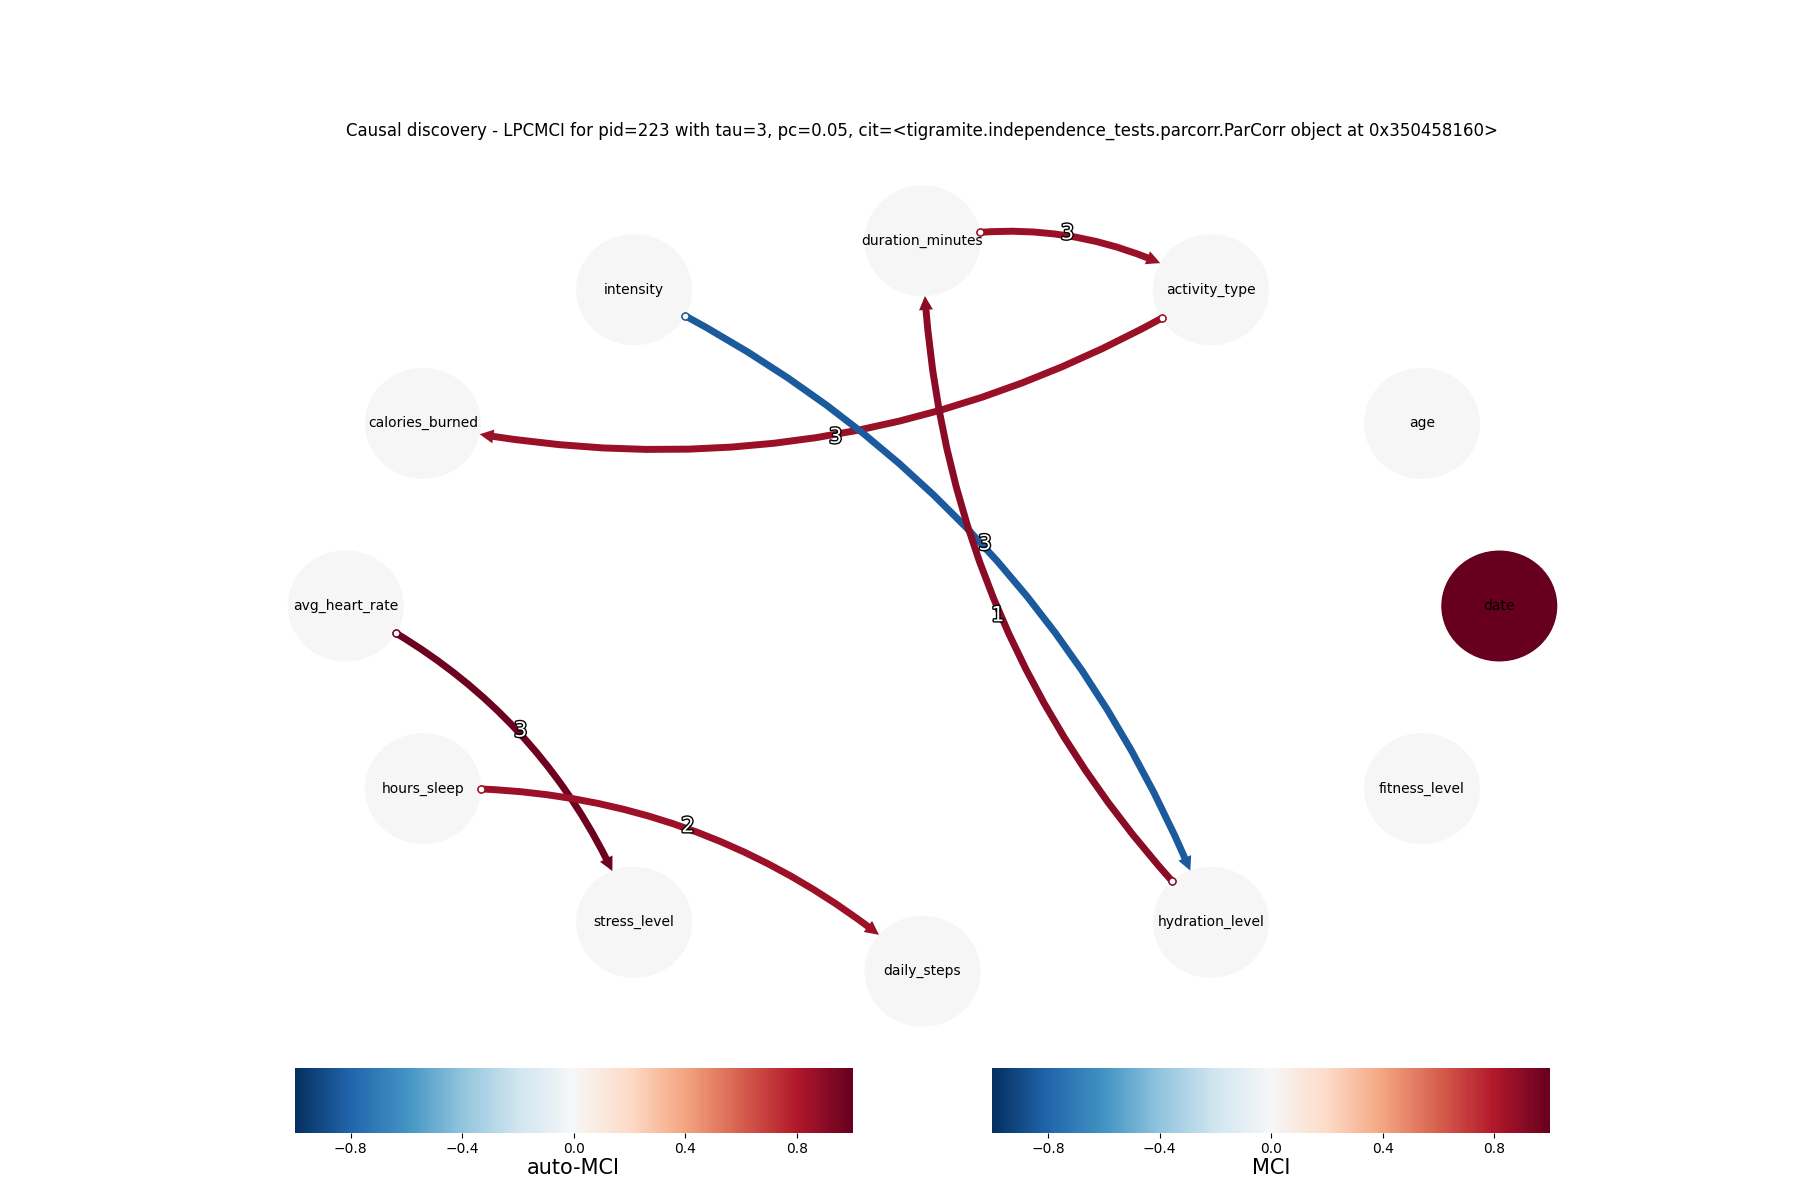 Causal discovery - LPCMCI for pid=223 with tau=3, pc=0.05, cit=<tigramite.independence_tests.parcorr.ParCorr object at 0x350458160>
duration_minutes
3
intensity
activity_type
calories_burned
3
age
3
avg_heart_rate
1
date
3
hours_sleep
2
fitness_level
stress_level
hydration_level
daily_steps
−0.8 −0.4 0.0 0.4 0.8
auto-MCI
−0.8 −0.4 0.0 0.4 0.8
MCI